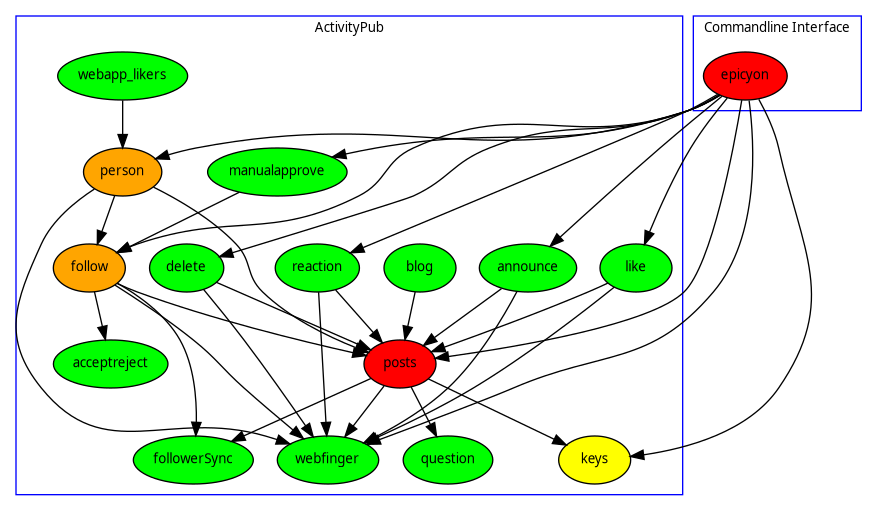 ActivityPub
Commandline Interface
webapp_likers
epicyon
person
manualapprove
follow
delete
reaction
blog
announce
like
acceptreject
posts
followerSync
webfinger
question
keys